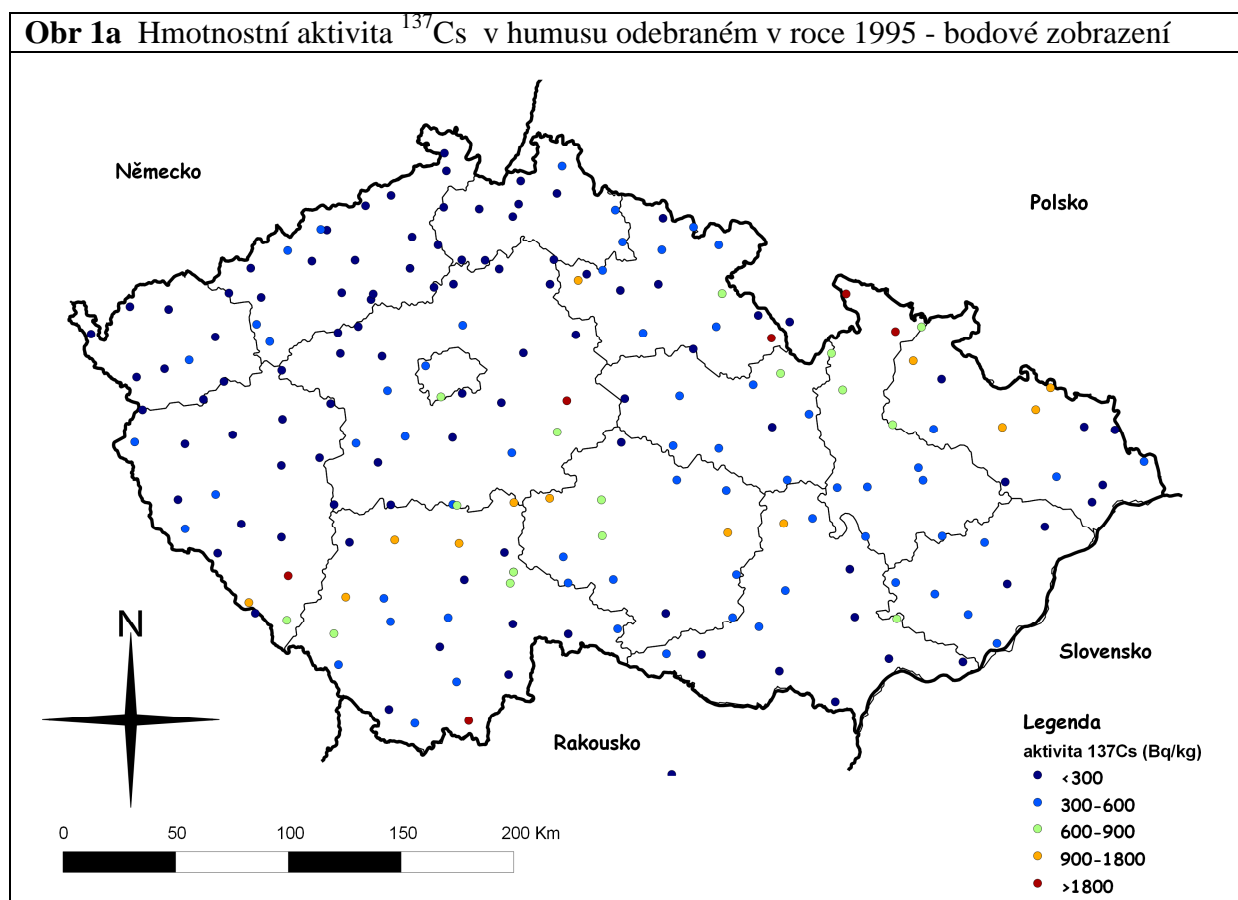 Obr 1a Hmotnostní aktivita ¹³⁷Cs v humusu odebraném v roce 1995 - bodové zobrazení
Německo
Polsko
Slovensko
Rakousko
N
0 50 100 150 200 Km
Legenda
aktivita 137Cs (Bq/kg)
<300
300-600
600-900
900-1800
>1800